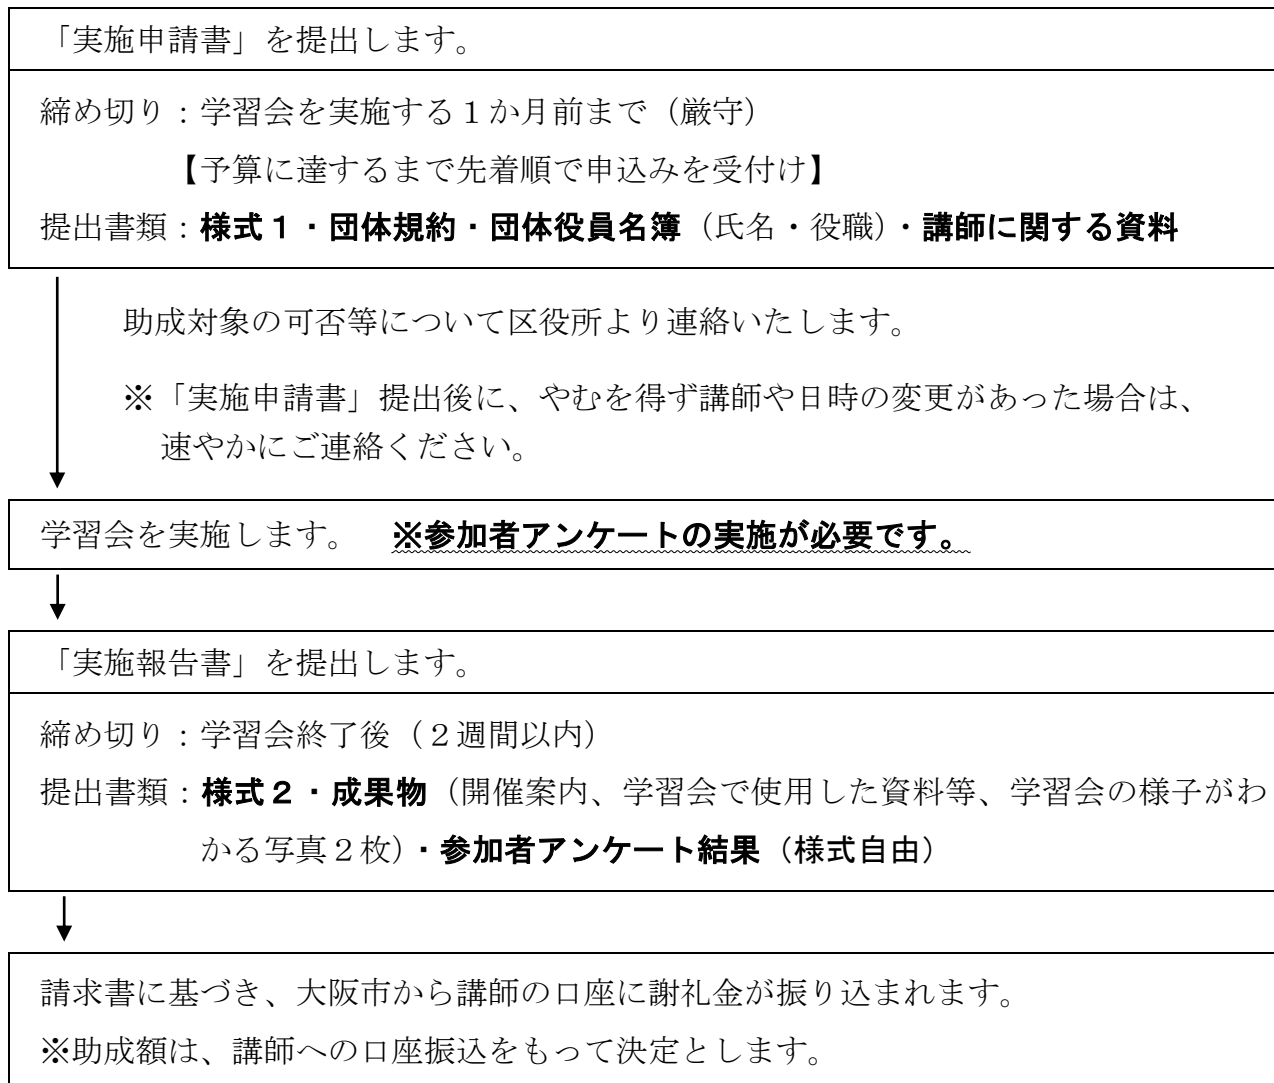 「実施申請書」を提出します。
締め切り：学習会を実施する１か月前まで（厳守）
【予算に達するまで先着順で申込みを受付け】
提出書類：様式１・団体規約・団体役員名簿（氏名・役職）・講師に関する資料
助成対象の可否等について区役所より連絡いたします。
※「実施申請書」提出後に、やむを得ず講師や日時の変更があった場合は、
速やかにご連絡ください。
学習会を実施します。　※参加者アンケートの実施が必要です。
「実施報告書」を提出します。
締め切り：学習会終了後（２週間以内）
提出書類：様式２・成果物（開催案内、学習会で使用した資料等、学習会の様子がわ
かる写真２枚）・参加者アンケート結果（様式自由）
請求書に基づき、大阪市から講師の口座に謝礼金が振り込まれます。
※助成額は、講師への口座振込をもって決定とします。